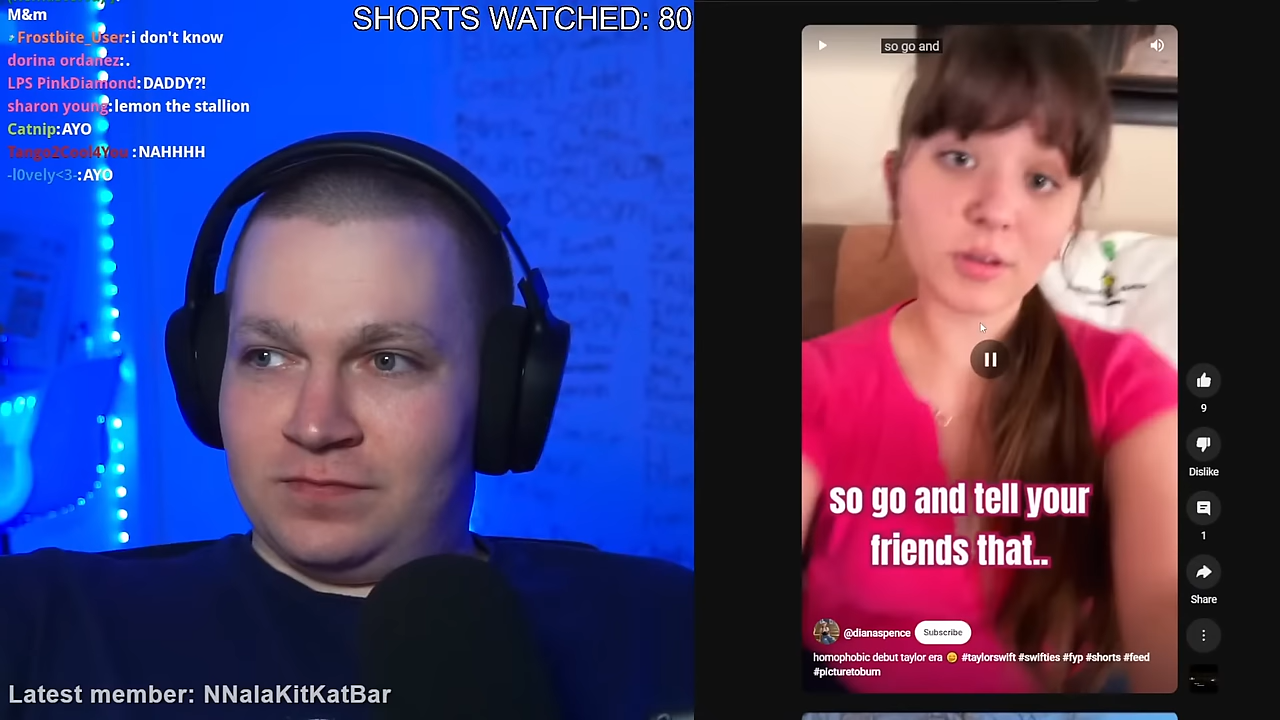 SHORTS WATCHED: 80
M&m
Frostbite_User: i don't know
dorina ordanez: .
LPS PinkDiamond: DADDY?!
sharon young: lemon the stallion
Catnip: AYO
Tango2Cool4You : NAHHHH
-l0vely<3-: AYO
Latest member: NNalaKitKatBar
so go and
so go and tell your
friends that..
9
Dislike
1
Share
@dianaspence
Subscribe
homophobic debut taylor era 😄 #taylorswift #swifties #fyp #shorts #feed
#picturetoburn